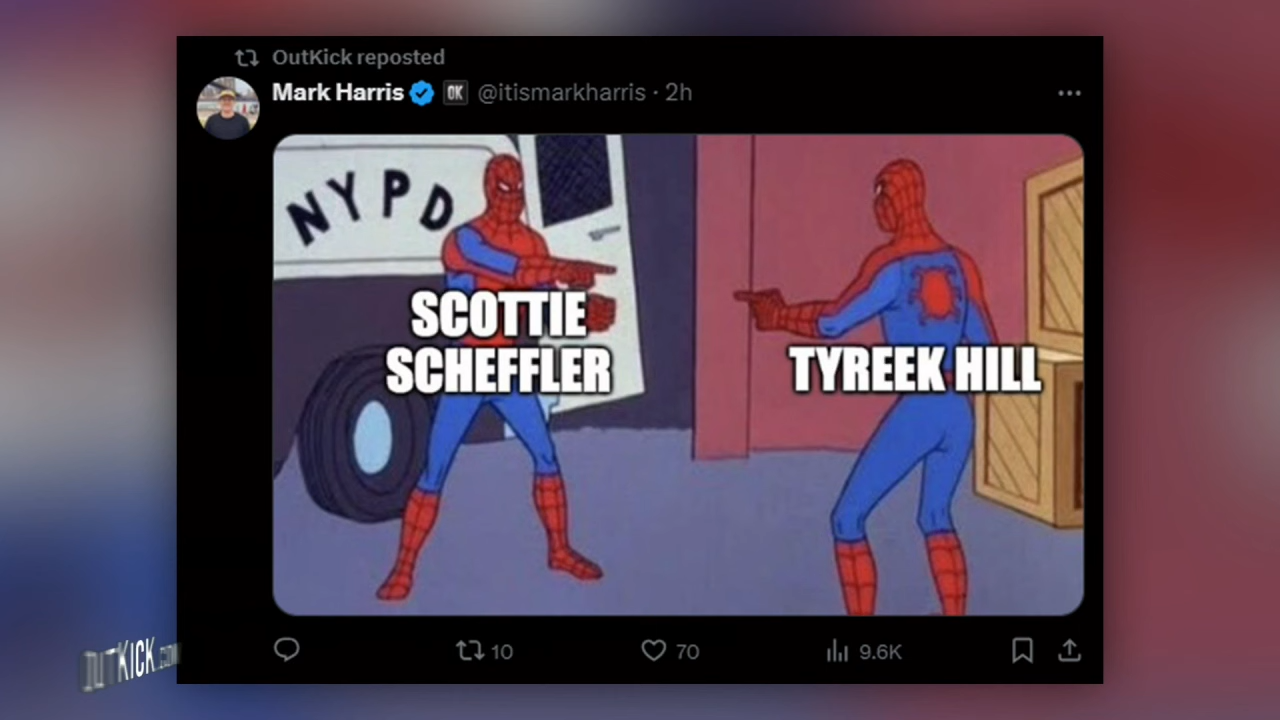 OutKick reposted
Mark Harris OK @itismarkharris · 2h
NYPD
SCOTTIE
SCHEFFLER
TYREEK HILL
10 70 9.6K
OUTKICK.COM